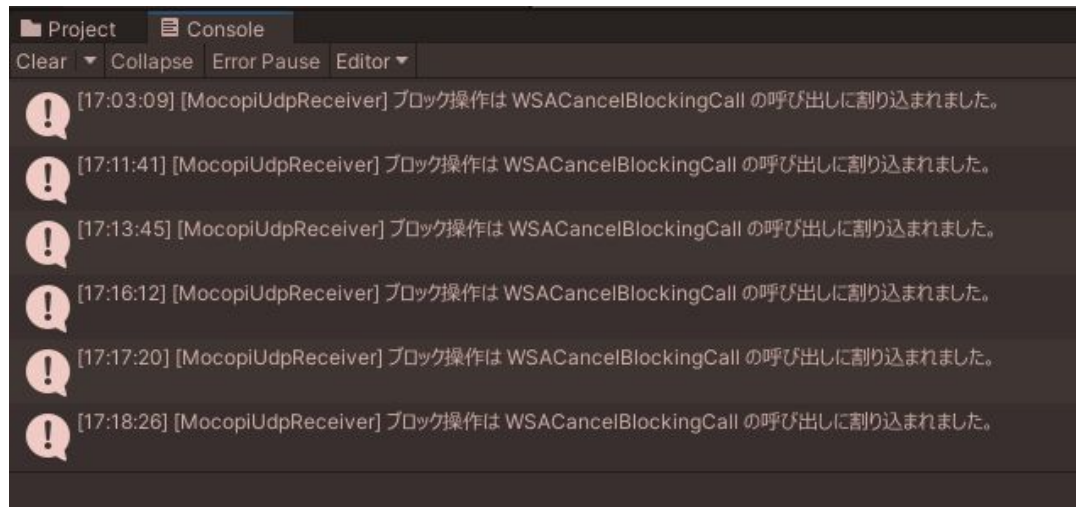 Project Console
Clear Collapse Error Pause Editor
[17:03:09] [MocopiUdpReceiver] ブロック操作は WSACancelBlockingCall の呼び出しに割り込まれました。
[17:11:41] [MocopiUdpReceiver] ブロック操作は WSACancelBlockingCall の呼び出しに割り込まれました。
[17:13:45] [MocopiUdpReceiver] ブロック操作は WSACancelBlockingCall の呼び出しに割り込まれました。
[17:16:12] [MocopiUdpReceiver] ブロック操作は WSACancelBlockingCall の呼び出しに割り込まれました。
[17:17:20] [MocopiUdpReceiver] ブロック操作は WSACancelBlockingCall の呼び出しに割り込まれました。
[17:18:26] [MocopiUdpReceiver] ブロック操作は WSACancelBlockingCall の呼び出しに割り込まれました。